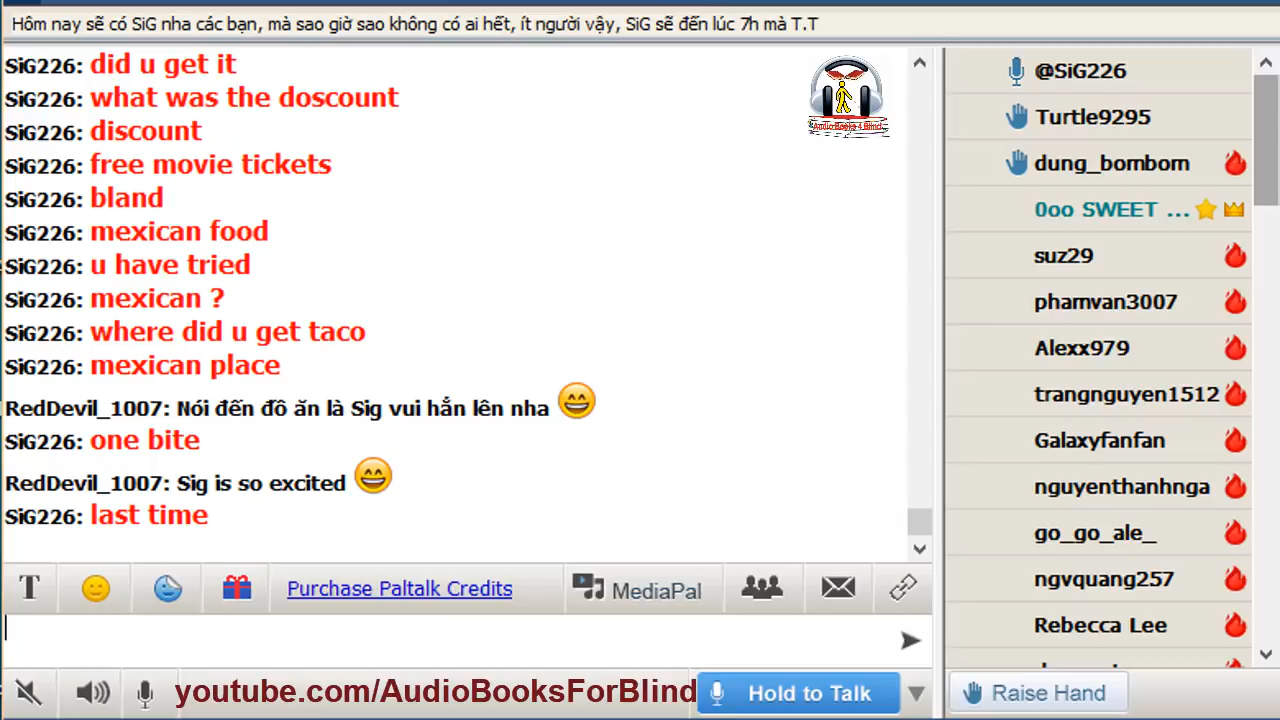 Hôm nay sẽ có SiG nha các bạn, mà sao giờ sao không có ai hết, ít người vậy, SiG sẽ đến lúc 7h mà T.T
SiG226: did u get it
SiG226: what was the doscount
SiG226: discount
SiG226: free movie tickets
SiG226: bland
SiG226: mexican food
SiG226: u have tried
SiG226: mexican ?
SiG226: where did u get taco
SiG226: mexican place
RedDevil_1007: Nói đến đồ ăn là Sig vui hẳn lên nha
SiG226: one bite
RedDevil_1007: Sig is so excited
SiG226: last time
AudioBooks 4 Blind
@SiG226
Turtle9295
dung_bombom
0oo SWEET ...
suz29
phamvan3007
Alexx979
trangnguyen1512
Galaxyfanfan
nguyenthanhnga
go_go_ale_
ngvquang257
Rebecca Lee
T
Purchase Paltalk Credits
MediaPal
youtube.com/AudioBooksForBlind
Hold to Talk
Raise Hand